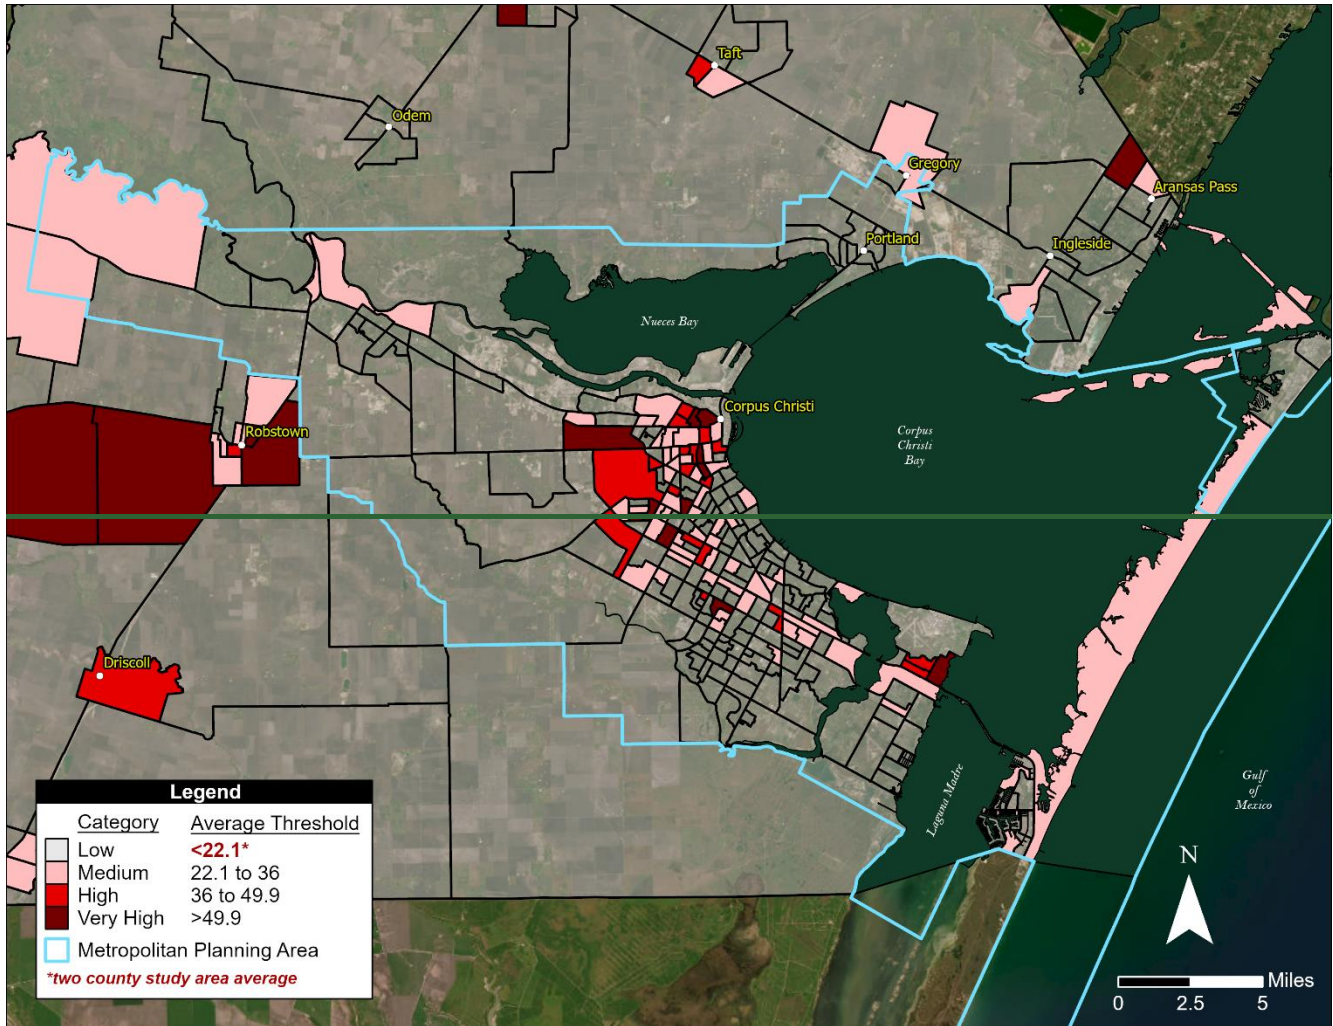 Taft
Odem
Gregory
Aransas Pass
Portland
Ingleside
Nueces Bay
Corpus Christi
Robstown
Corpus
Christi
Bay
Driscoll
Gulf
of
Mexico
Laguna Madre
Legend
Category Average Threshold
Low <22.1*
Medium 22.1 to 36
High 36 to 49.9
Very High >49.9
Metropolitan Planning Area
*two county study area average
N
Miles
0 2.5 5